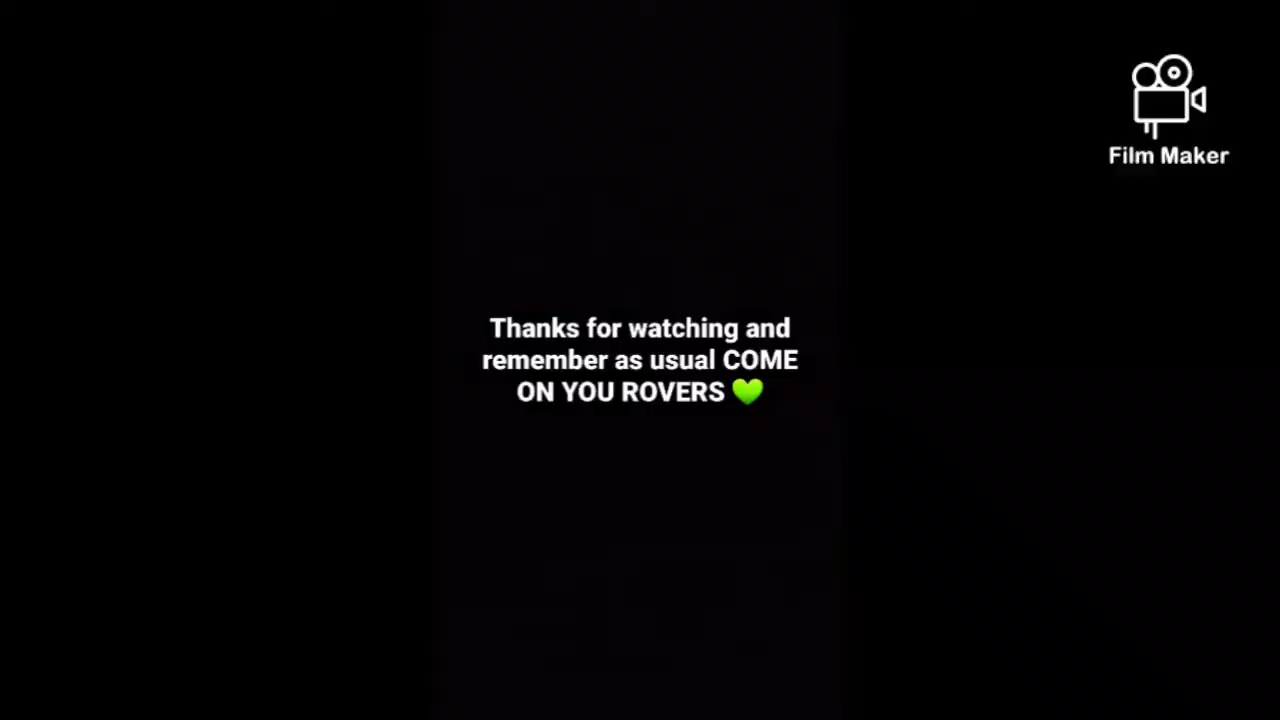 Film Maker
Thanks for watching and
remember as usual COME
ON YOU ROVERS 💚